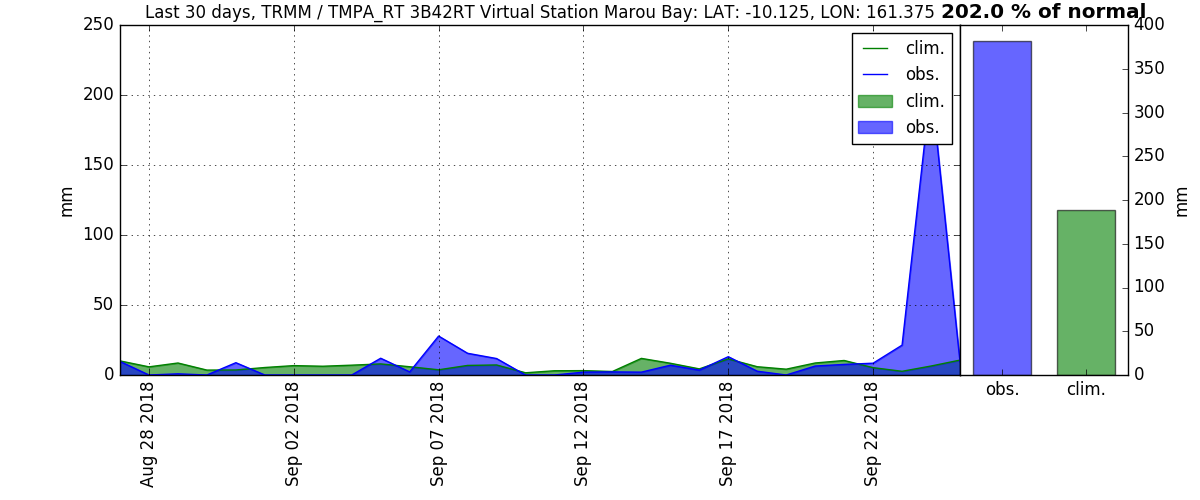 Last 30 days, TRMM / TMPA_RT 3B42RT Virtual Station Marou Bay: LAT: -10.125, LON: 161.375 202.0 % of normal
250
200
150
100
50
0
mm
clim.
obs.
clim.
obs.
Aug 28 2018
Sep 02 2018
Sep 07 2018
Sep 12 2018
Sep 17 2018
Sep 22 2018
400
350
300
250
200
150
100
50
0
mm
obs. clim.